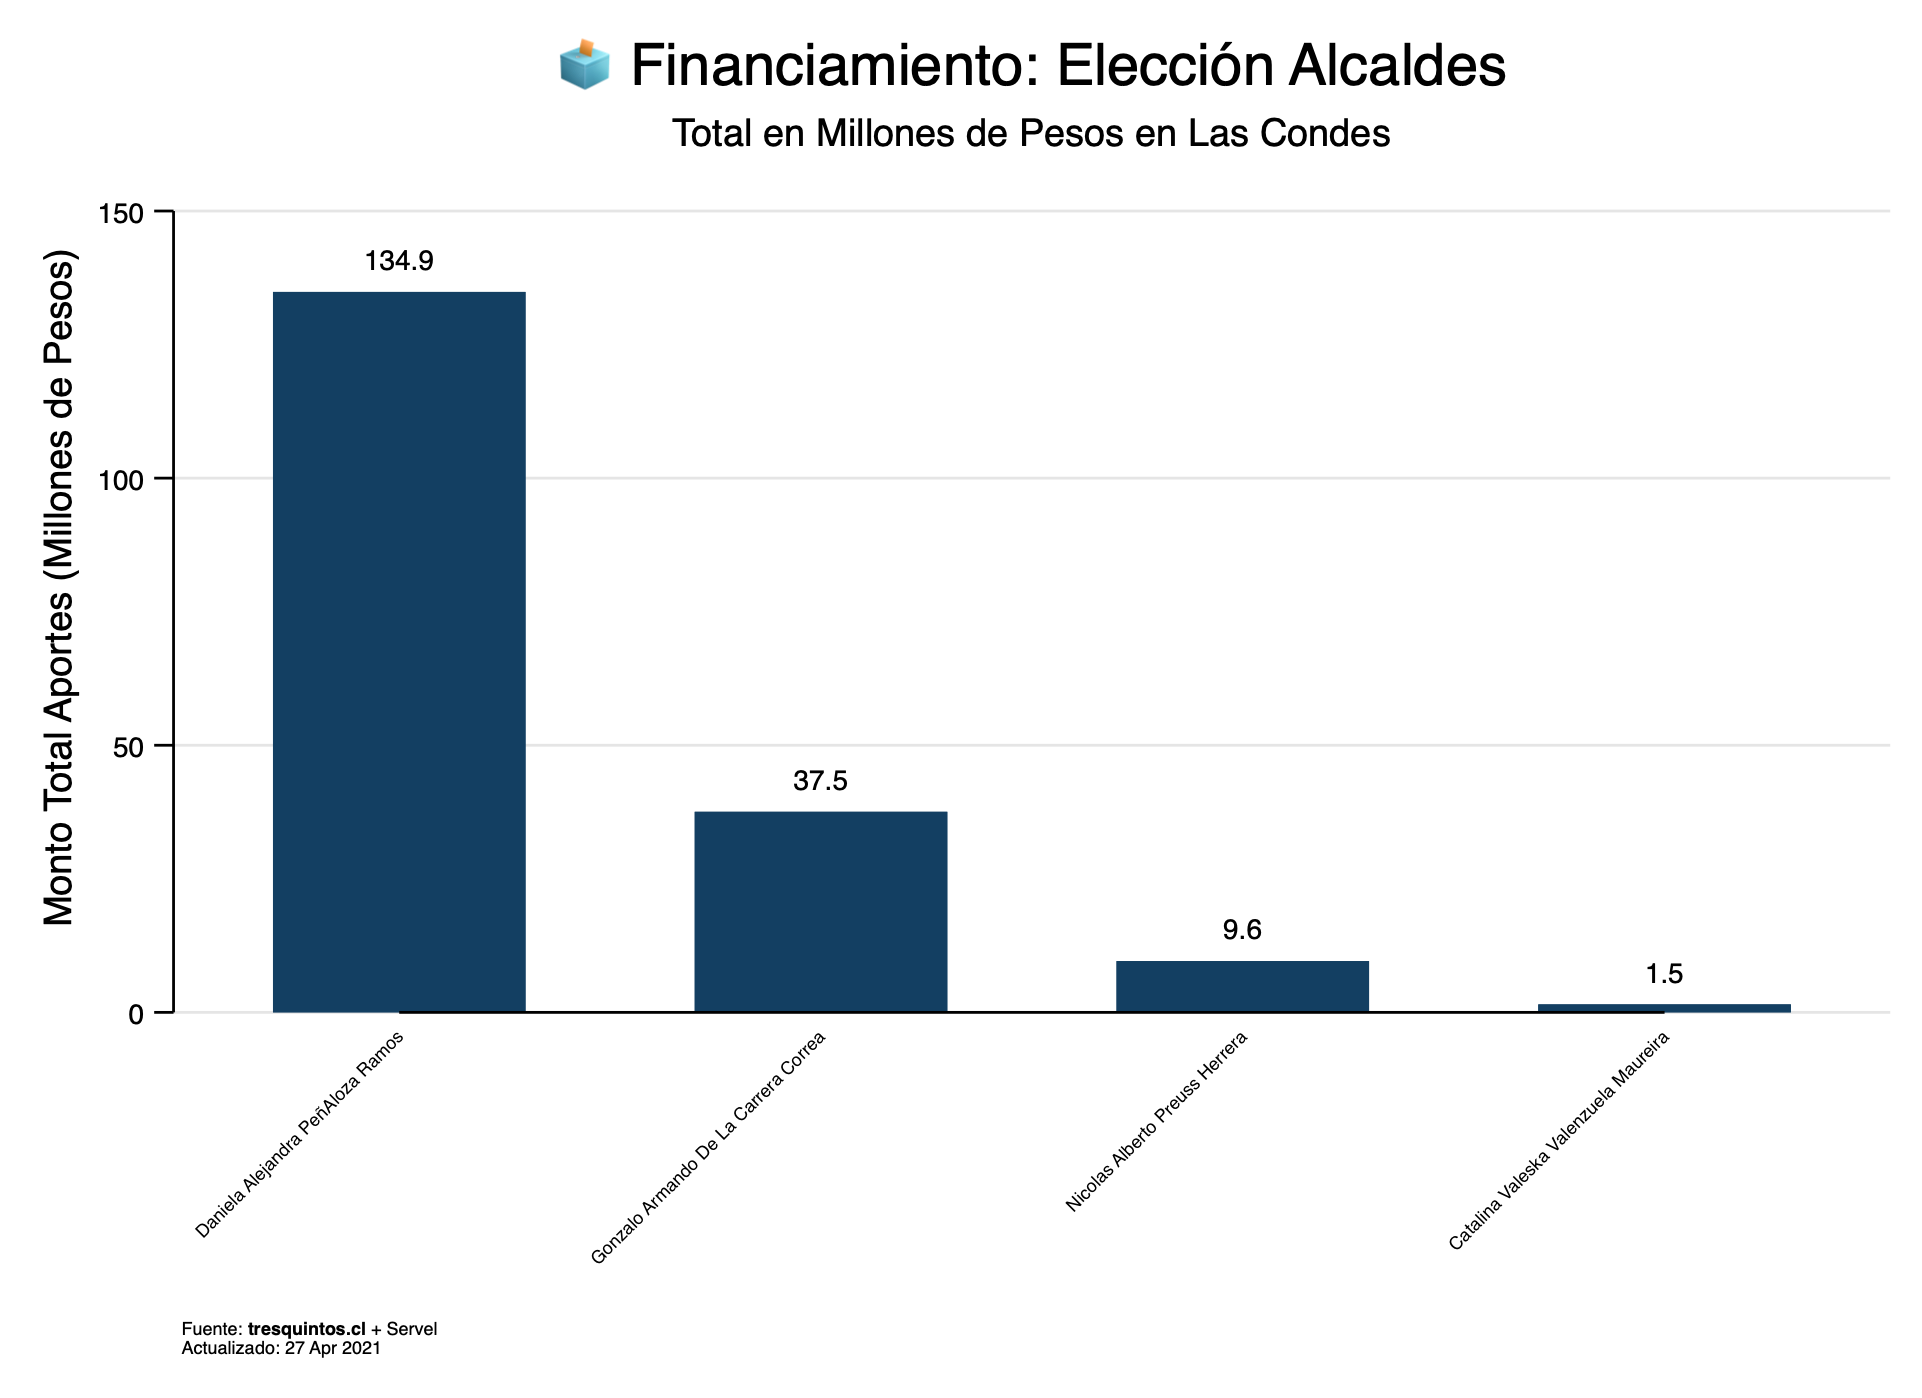 Financiamiento: Elección Alcaldes
Total en Millones de Pesos en Las Condes
Monto Total Aportes (Millones de Pesos)
150
100
50
0
134.9
37.5
9.6
1.5
Daniela Alejandra PeñAloza Ramos
Gonzalo Armando De La Carrera Correa
Nicolas Alberto Preuss Herrera
Catalina Valeska Valenzuela Maureira
Fuente: tresquintos.cl + Servel
Actualizado: 27 Apr 2021